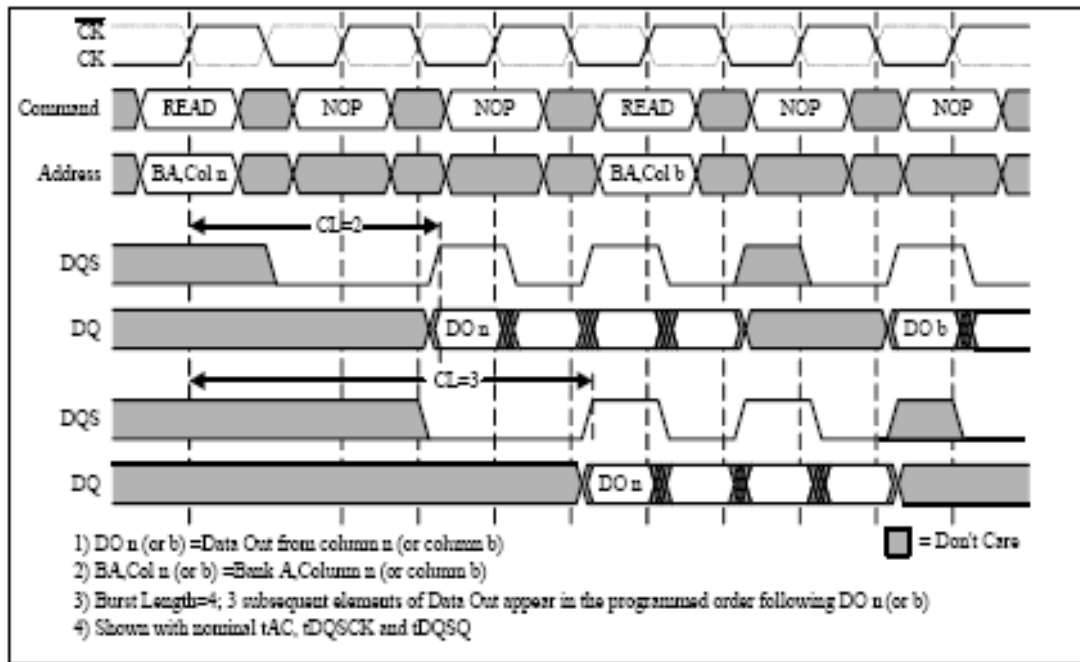 CK
CK
Command READ NOP NOP READ NOP NOP
Address BA,Col n BA,Col b
CL=2
DQS
DQ DO n DO b
CL=3
DQS
DQ DO n
1) DO n (or b) =Data Out from column n (or column b)
= Don't Care
2) BA,Col n (or b) =Bank A,Column n (or column b)
3) Burst Length=4; 3 subsequent elements of Data Out appear in the programmed order following DO n (or b)
4) Shown with nominal tAC, tDQSCK and tDQSQ